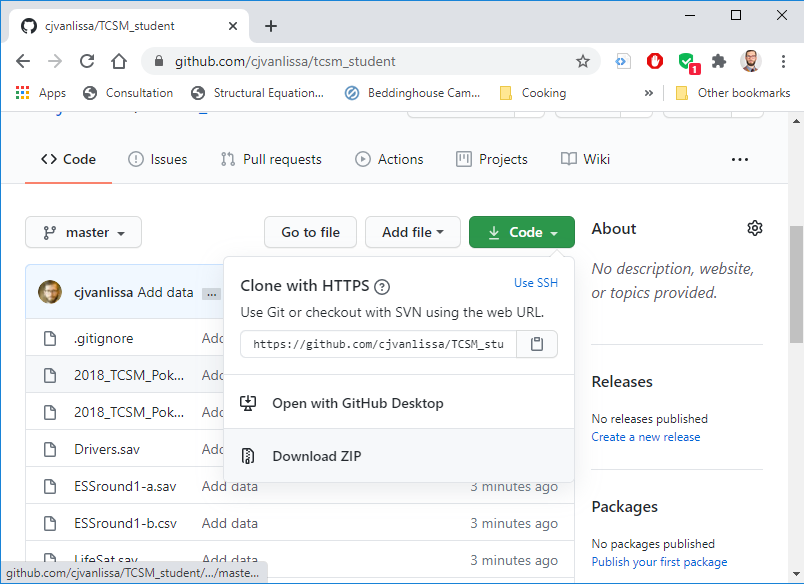 cjvanlissa/TCSM_student
github.com/cjvanlissa/tcsm_student
1
Apps Consultation Structural Equation... Beddinghouse Cam... Cooking » Other bookmarks
<> Code Issues Pull requests Actions Projects Wiki ...
master Go to file Add file Code
About
No description, website,
or topics provided.
cjvanlissa Add data ...
Clone with HTTPS ? Use SSH
Use Git or checkout with SVN using the web URL.
https://github.com/cjvanlissa/TCSM_stu
Open with GitHub Desktop
Download ZIP
.gitignore Add
2018_TCSM_Pok... Add
2018_TCSM_Pok... Add
Drivers.sav Add
ESSround1-a.sav Add data 3 minutes ago
ESSround1-b.csv Add data 3 minutes ago
LifeSat.sav Add data 3 minutes ago
Releases
No releases published
Create a new release
Packages
No packages published
Publish your first package
github.com/cjvanlissa/TCSM_student/.../maste...